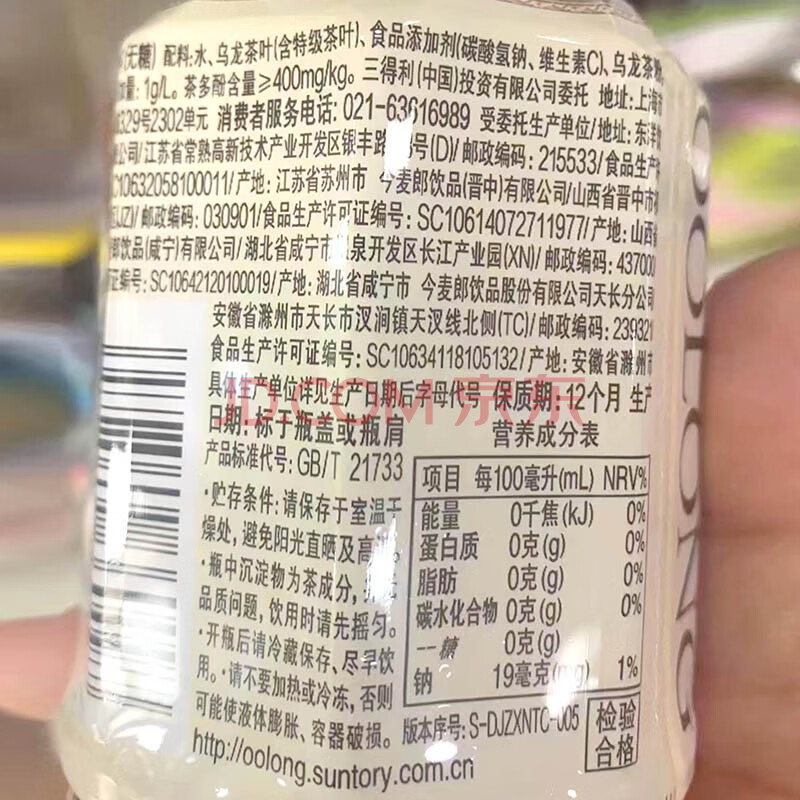 (无糖) 配料:水、乌龙茶叶(含特级茶叶)、食品添加剂(碳酸氢钠、维生素C)、乌龙茶
量: 1g/L。茶多酚含量≥400mg/kg。三得利(中国)投资有限公司委托 地址:上海
329号2302单元 消费者服务电话: 021-63616989 受委托生产单位/地址: 东洋
公司/江苏省常熟高新技术产业开发区银丰路 号(D)/邮政编码: 215533/食品生产
C10632058100011/产地: 江苏省苏州市 今麦郎饮品(晋中)有限公司/山西省晋中市
(JZ)/邮政编码: 030901/食品生产许可证编号: SC10614072711977/产地: 山西省
郎饮品(咸宁)有限公司/湖北省咸宁市 泉开发区长江产业园(XN)/邮政编码: 437000
证编号: SC10642120100019/产地: 湖北省咸宁市 今麦郎饮品股份有限公司天长分公司
安徽省滁州市天长市汊涧镇天汊线北侧(TC)/邮政编码: 239321
食品生产许可证编号: SC10634118105132/产地: 安徽省滁州市
具体生产单位详见生产日期后字母代号 保质期: 12个月 生产
日期: 标于瓶盖或瓶肩
产品标准代号: GB/T 21733
·贮存条件: 请保存于室温干
燥处, 避免阳光直晒及高 。
·瓶中沉淀物为茶成分,
品质问题, 饮用时请先摇匀。
·开瓶后请冷藏保存、尽早饮
用。·请不要加热或冷冻, 否则
可能使液体膨胀、容器破损。
http://oolong.suntory.com.cn
营养成分表
项目 每100毫升(mL) NRV%
能量 0千焦(kJ) 0%
蛋白质 0克(g) 0%
脂肪 0克(g) 0%
碳水化合物 0克(g) 0%
--糖 0克(g)
钠 19毫克(mg) 1%
版本序号: S-DJZXNTC-005
检验
合格
OOLONG
JD.COM 京东